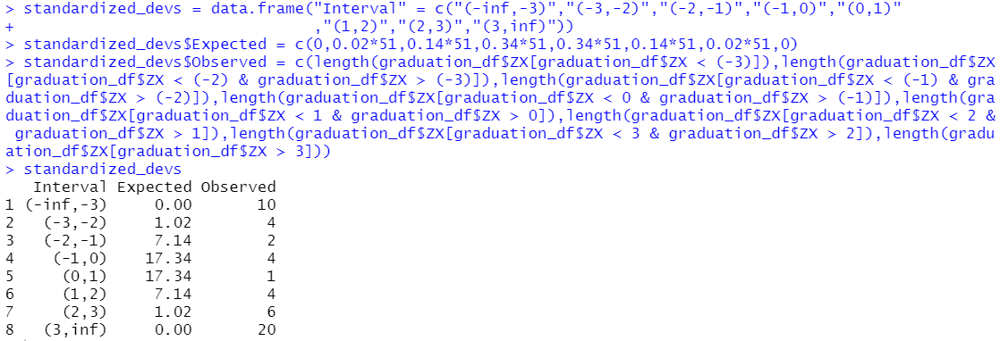 > standardized_devs = data.frame("Interval" = c("(-inf,-3)","(-3,-2)","(-2,-1)","(-1,0)","(0,1)"
+                               ,"(1,2)","(2,3)","(3,inf)"))
> standardized_devs$Expected = c(0,0.02*51,0.14*51,0.34*51,0.34*51,0.14*51,0.02*51,0)
> standardized_devs$Observed = c(length(graduation_df$ZX[graduation_df$ZX < (-3)]),length(graduation_df$ZX
[graduation_df$ZX < (-2) & graduation_df$ZX > (-3)]),length(graduation_df$ZX[graduation_df$ZX < (-1) & gra
duation_df$ZX > (-2)]),length(graduation_df$ZX[graduation_df$ZX < 0 & graduation_df$ZX > (-1)]),length(gra
duation_df$ZX[graduation_df$ZX < 1 & graduation_df$ZX > 0]),length(graduation_df$ZX[graduation_df$ZX < 2 &
 graduation_df$ZX > 1]),length(graduation_df$ZX[graduation_df$ZX < 3 & graduation_df$ZX > 2]),length(gradu
ation_df$ZX[graduation_df$ZX > 3]))
> standardized_devs
   Interval Expected Observed
1 (-inf,-3)     0.00       10
2   (-3,-2)     1.02        4
3   (-2,-1)     7.14        2
4    (-1,0)    17.34        4
5     (0,1)    17.34        1
6     (1,2)     7.14        4
7     (2,3)     1.02        6
8   (3,inf)     0.00       20